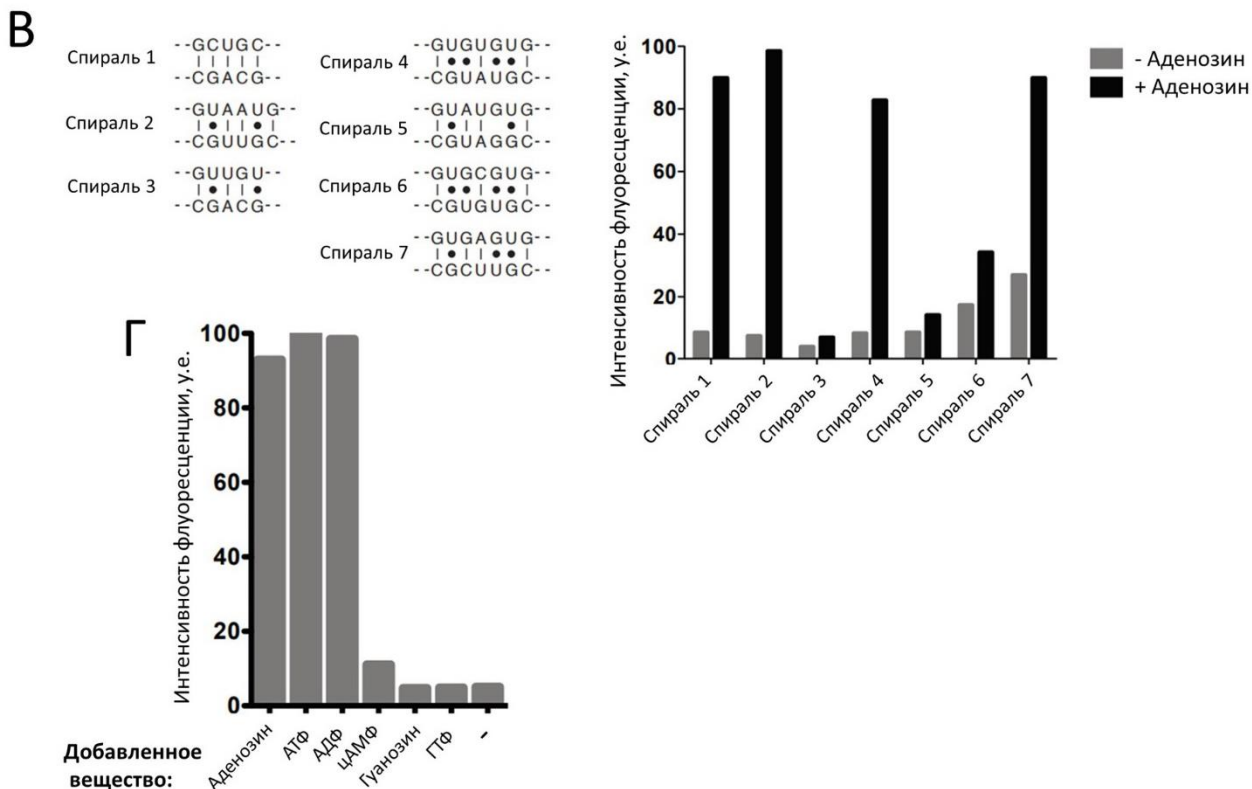 В
Спираль 1
--GCUGC--
| | | | |
--CGACG--
Спираль 2
--GUAAUG--
|●| |●|
--CGUUGC--
Спираль 3
--GUUGU--
|●| |●
--CGACG--
Спираль 4
--GUGUGUG--
|●●|●●|
--CGUAUGC--
Спираль 5
--GUAUGUG--
|●| | ●|
--CGUAGGC--
Спираль 6
--GUGCGUG--
|●●|●●|
--CGUGUGC--
Спираль 7
--GUGAGUG--
|●| |●●|
--CGCUUGC--
Интенсивность флуоресценции, у.е.
100
80
60
40
20
0
Спираль 1
Спираль 2
Спираль 3
Спираль 4
Спираль 5
Спираль 6
Спираль 7
- Аденозин
+ Аденозин
Г
Интенсивность флуоресценции, у.е.
100
80
60
40
20
0
Добавленное
вещество:
Аденозин
АТФ
АДФ
цАМФ
Гуанозин
ГТФ
-